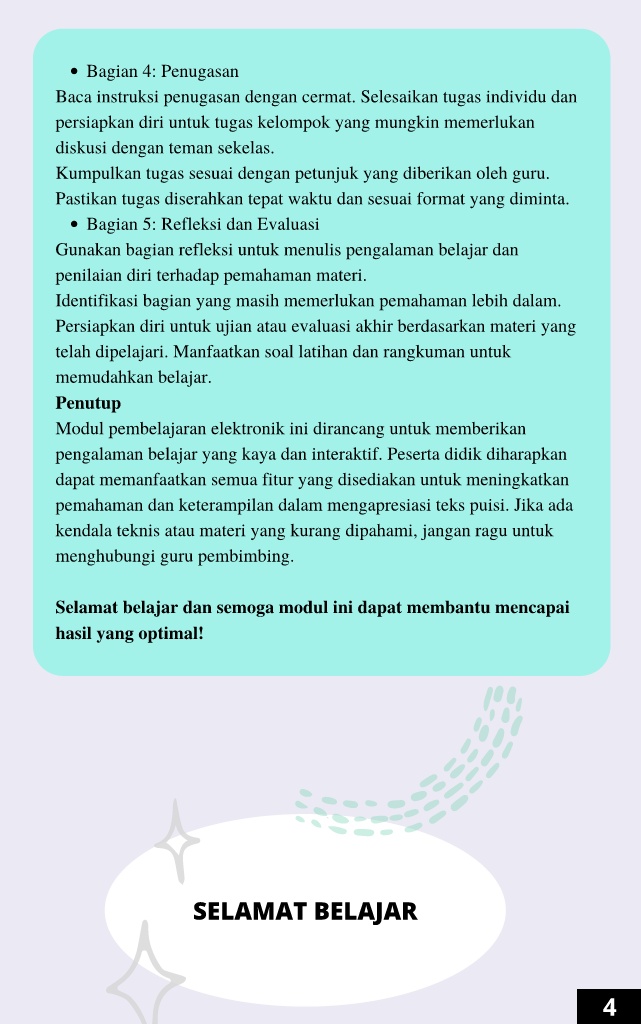 • Bagian 4: Penugasan
Baca instruksi penugasan dengan cermat. Selesaikan tugas individu dan
persiapkan diri untuk tugas kelompok yang mungkin memerlukan
diskusi dengan teman sekelas.
Kumpulkan tugas sesuai dengan petunjuk yang diberikan oleh guru.
Pastikan tugas diserahkan tepat waktu dan sesuai format yang diminta.
• Bagian 5: Refleksi dan Evaluasi
Gunakan bagian refleksi untuk menulis pengalaman belajar dan
penilaian diri terhadap pemahaman materi.
Identifikasi bagian yang masih memerlukan pemahaman lebih dalam.
Persiapkan diri untuk ujian atau evaluasi akhir berdasarkan materi yang
telah dipelajari. Manfaatkan soal latihan dan rangkuman untuk
memudahkan belajar.
Penutup
Modul pembelajaran elektronik ini dirancang untuk memberikan
pengalaman belajar yang kaya dan interaktif. Peserta didik diharapkan
dapat memanfaatkan semua fitur yang disediakan untuk meningkatkan
pemahaman dan keterampilan dalam mengapresiasi teks puisi. Jika ada
kendala teknis atau materi yang kurang dipahami, jangan ragu untuk
menghubungi guru pembimbing.
Selamat belajar dan semoga modul ini dapat membantu mencapai
hasil yang optimal!
SELAMAT BELAJAR
4